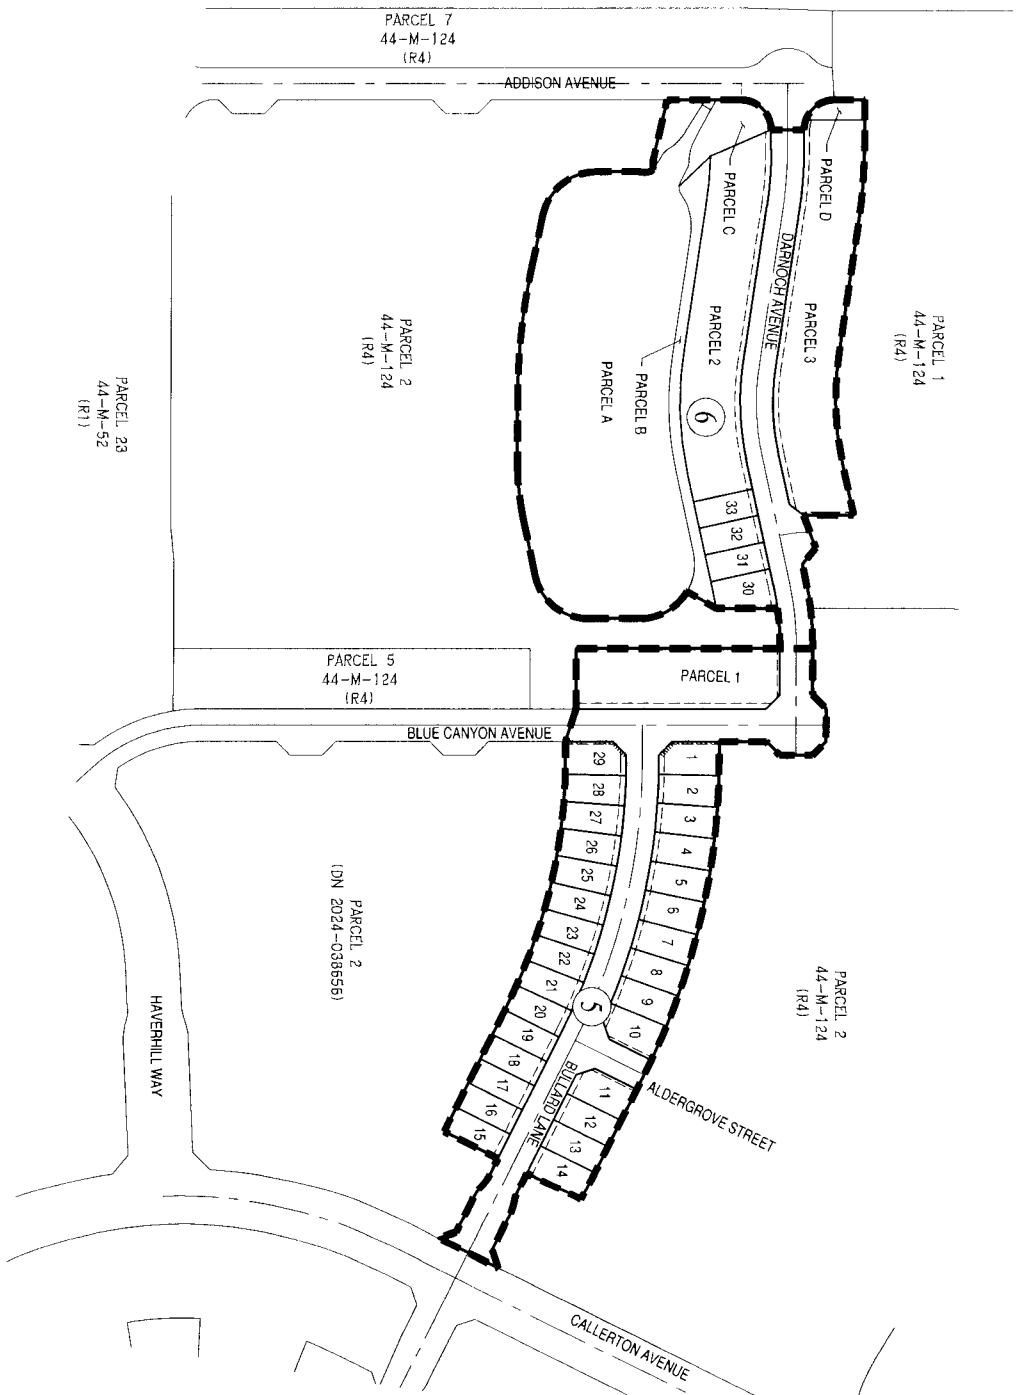 PARCEL 7
44-M-124
(R4)
ADDISON AVENUE
PARCEL D
PARCEL C
DARNOCH AVENUE
PARCEL 3
PARCEL 2
PARCEL 1
44-M-124
(R4)
PARCEL 2
44-M-124
(R4)
PARCEL B
PARCEL A
6
PARCEL 23
44-M-52
(R1)
33
32
31
30
PARCEL 5
44-M-124
(R4)
PARCEL 1
BLUE CANYON AVENUE
29
28
27
26
25
24
23
22
21
20
19
18
17
16
15
1
2
3
4
5
6
7
8
9
10
11
12
13
14
5
PARCEL 2
(DN 2024-038656)
PARCEL 2
44-M-124
(R4)
HAVERHILL WAY
BULLARD LANE
ALDERGROVE STREET
CALLERTON AVENUE